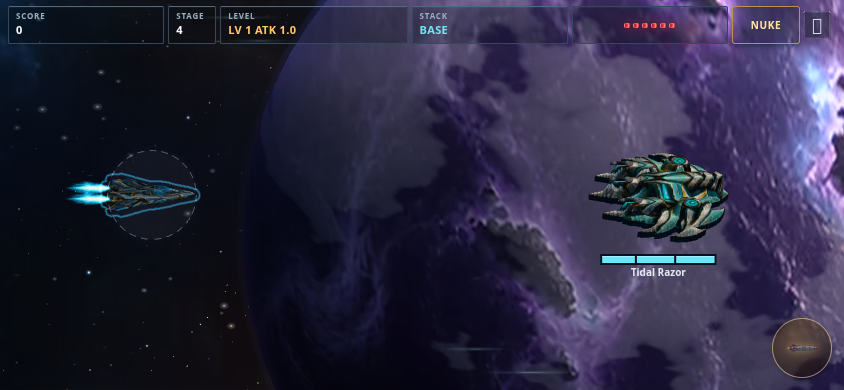 SCORE
0
STAGE
4
LEVEL
LV 1 ATK 1.0
STACK
BASE
NUKE
Tidal Razor